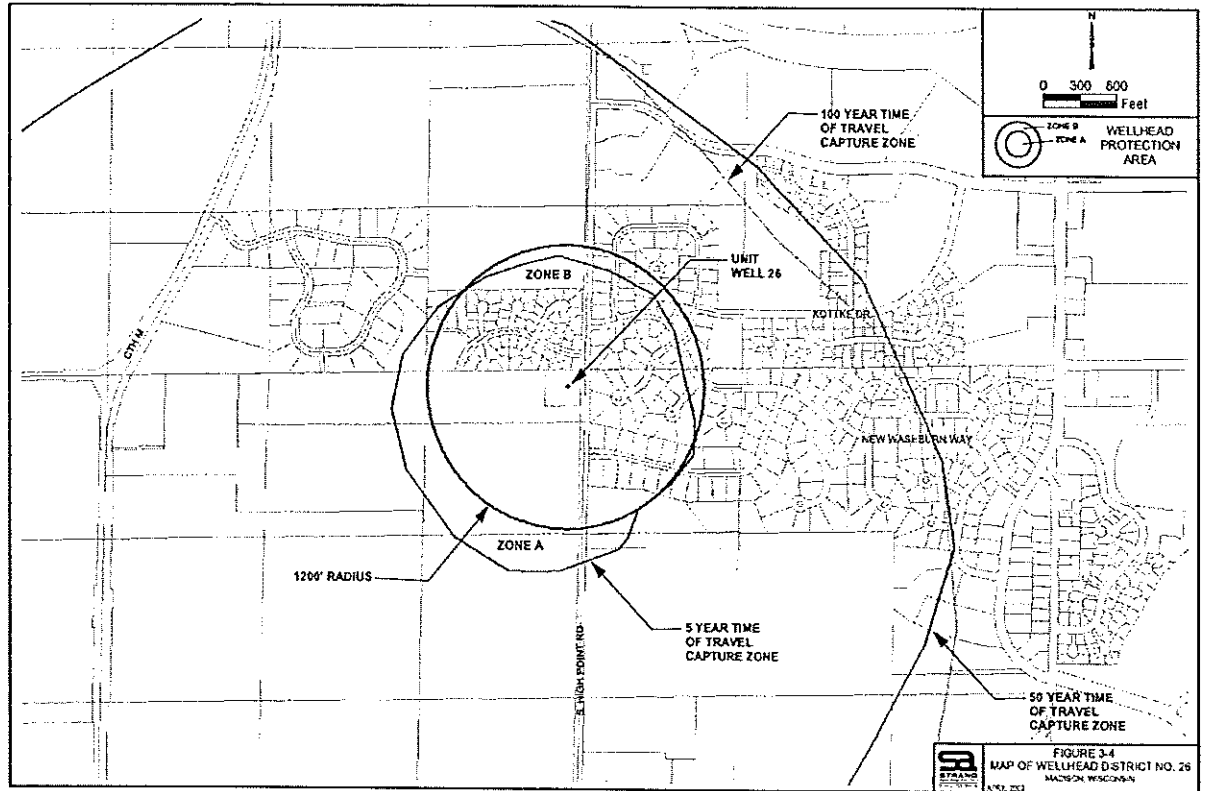 N
0 300 600
Feet
ZONE B
ZONE A
WELLHEAD
PROTECTION
AREA
100 YEAR TIME
OF TRAVEL
CAPTURE ZONE
UNIT
WELL 26
ZONE B
KOTTKE DR
CTH M
NEW WASHBURN WAY
ZONE A
1200' RADIUS
5 YEAR TIME
OF TRAVEL
CAPTURE ZONE
S. HIGH POINT RD.
50 YEAR TIME
OF TRAVEL
CAPTURE ZONE
sa
STRAND
FIGURE 3-4
MAP OF WELLHEAD DISTRICT NO. 26
MADISON, WISCONSIN